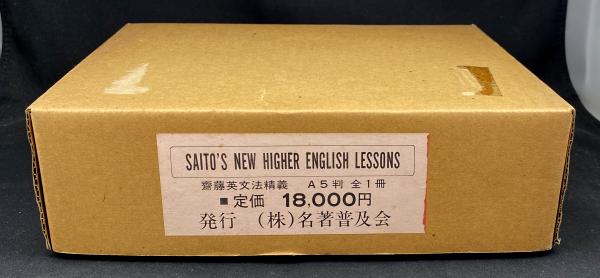 SAITO'S NEW HIGHER ENGLISH LESSONS
齋藤英文法精義 A5判 全1冊
■定価 18,000円
発行 (株)名著普及会